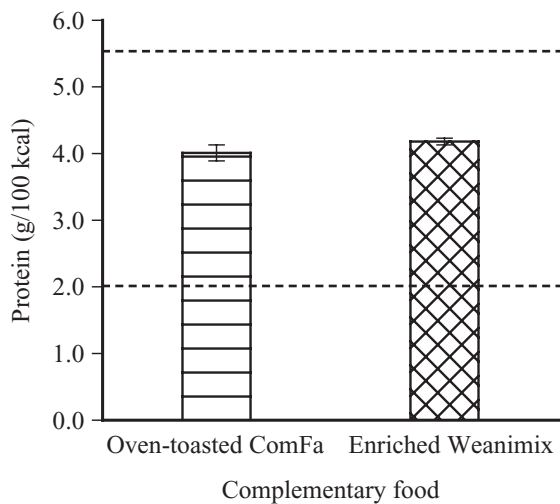 Protein (g/100 kcal)
6.0
5.0
4.0
3.0
2.0
1.0
0.0
Oven-toasted ComFa
Enriched Weanimix
Complementary food